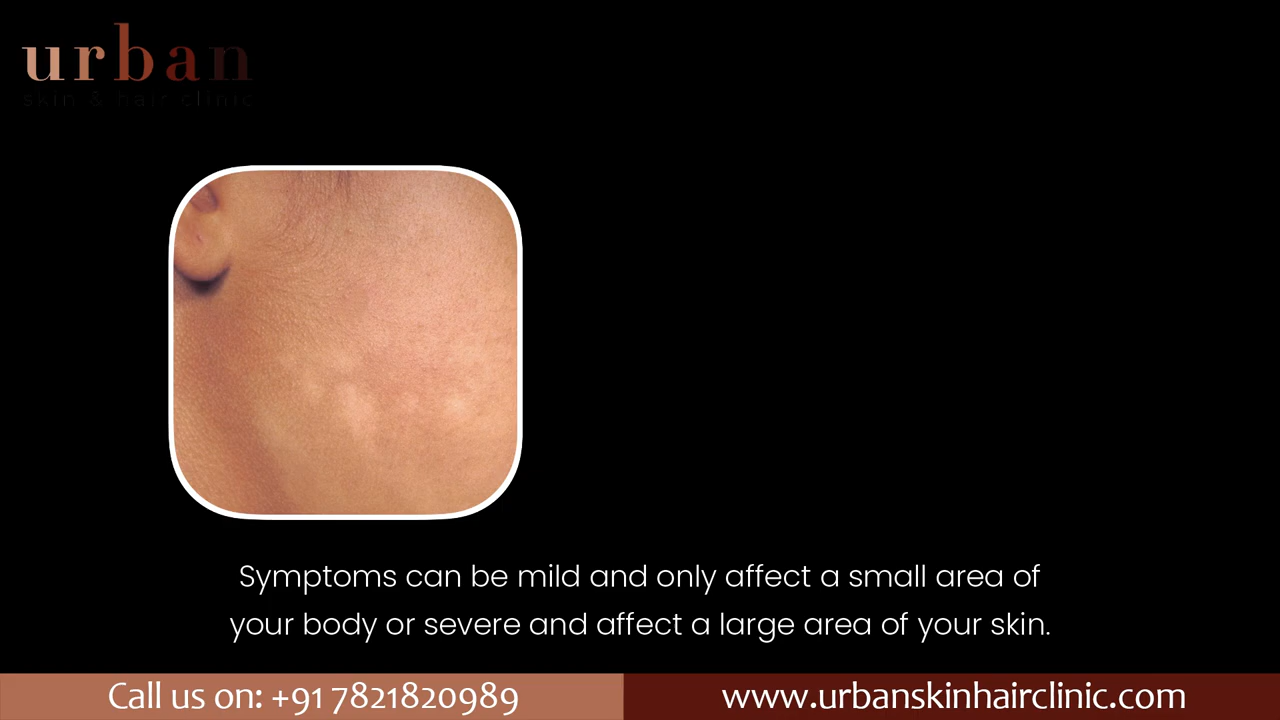 urban
skin & hair clinic
Symptoms can be mild and only affect a small area of
your body or severe and affect a large area of your skin.
Call us on: +91 7821820989
www.urbanskinhairclinic.com